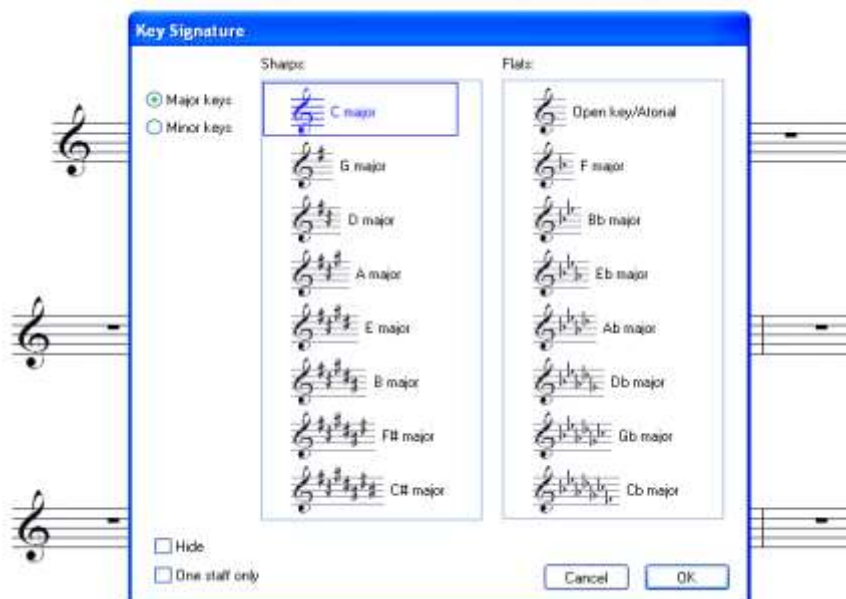 Key Signature
Sharps:
Flats:
Major keys
Minor keys
C major
G major
D major
A major
E major
B major
F# major
C# major
Open key/Atonal
F major
Bb major
Eb major
Ab major
Db major
Gb major
Cb major
Hide
One staff only
Cancel
OK